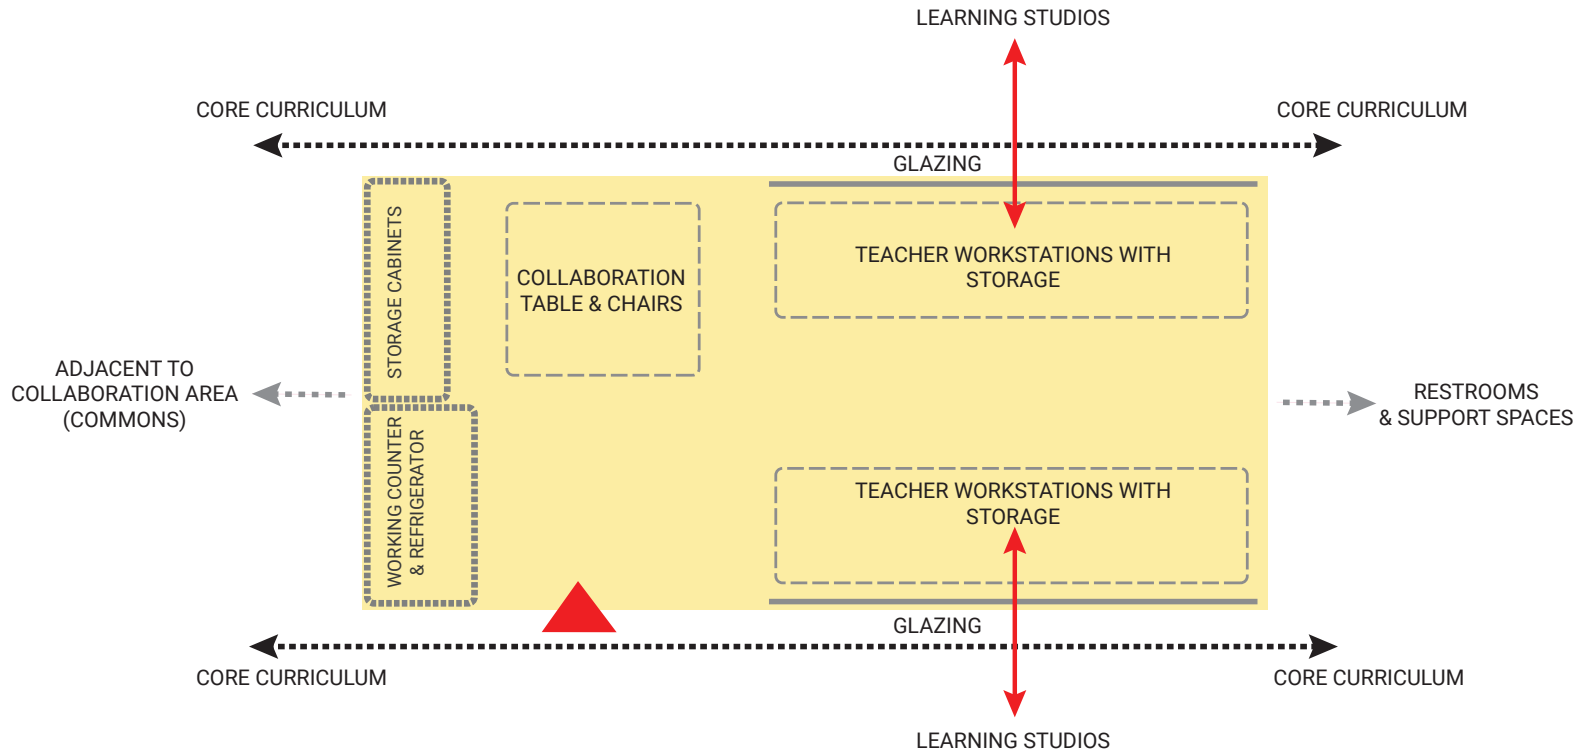 LEARNING STUDIOS
CORE CURRICULUM
CORE CURRICULUM
GLAZING
STORAGE CABINETS
COLLABORATION
TABLE & CHAIRS
TEACHER WORKSTATIONS WITH
STORAGE
ADJACENT TO
COLLABORATION AREA
(COMMONS)
RESTROOMS
& SUPPORT SPACES
WORKING COUNTER
& REFRIGERATOR
TEACHER WORKSTATIONS WITH
STORAGE
GLAZING
CORE CURRICULUM
CORE CURRICULUM
LEARNING STUDIOS